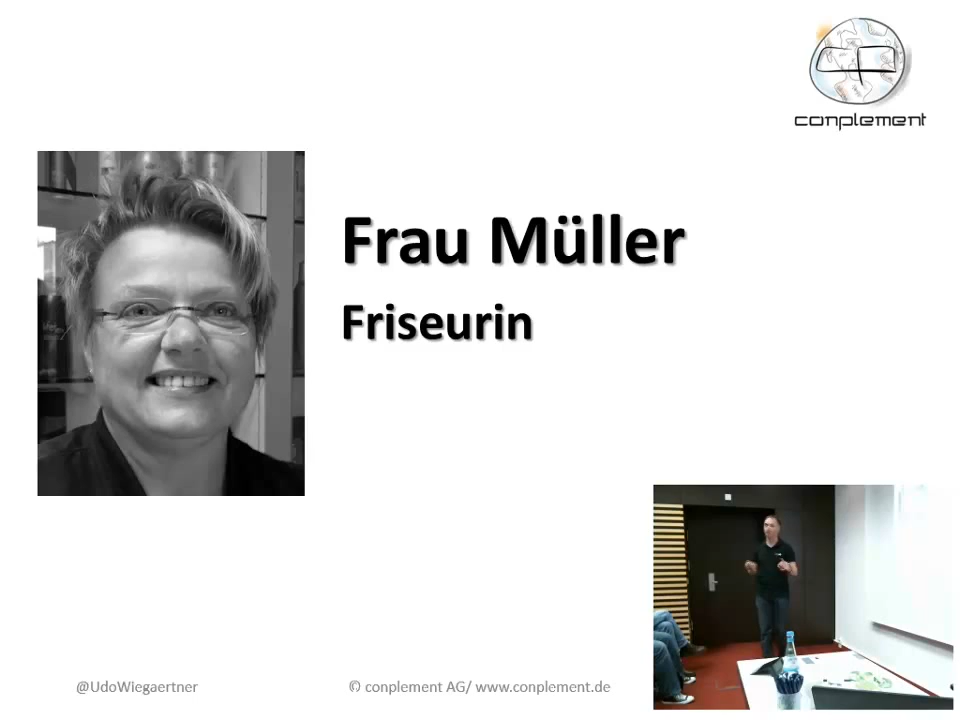 conplement
Frau Müller
Friseurin
@UdoWiegaertner
© conplement AG/ www.conplement.de